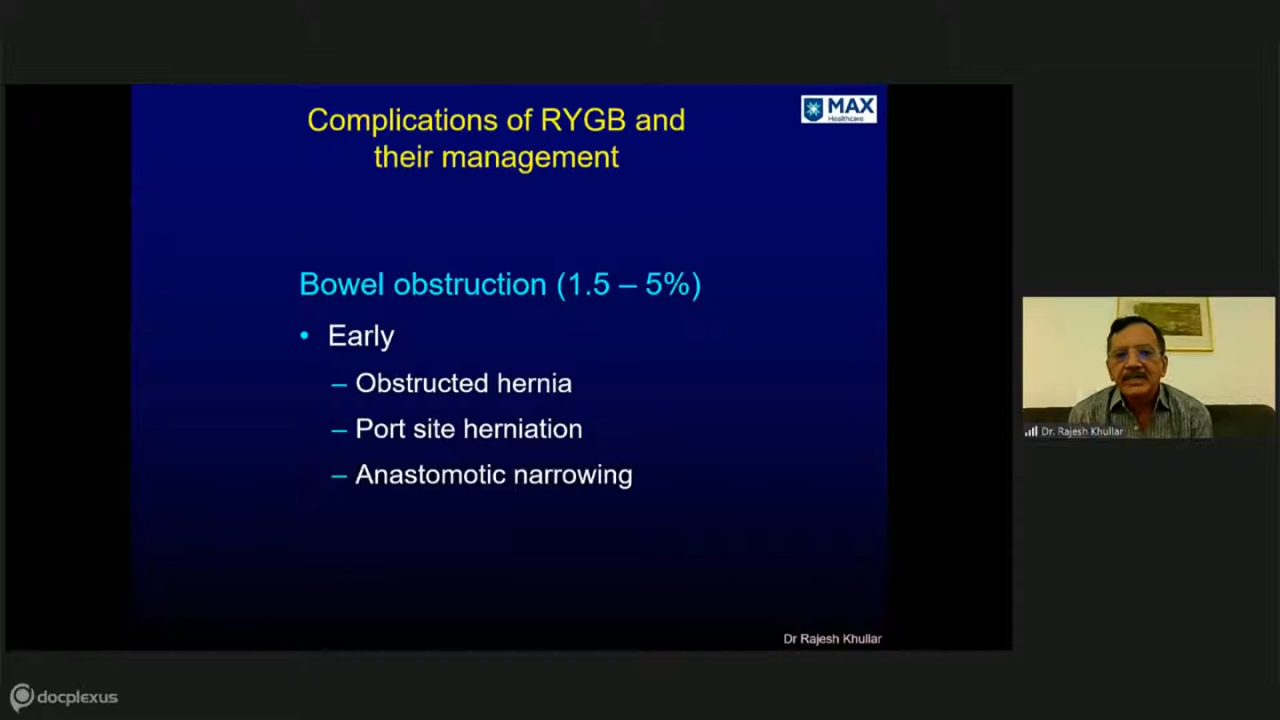 Complications of RYGB and
their management
MAX
Healthcare
Bowel obstruction (1.5 – 5%)
• Early
– Obstructed hernia
– Port site herniation
– Anastomotic narrowing
Dr. Rajesh Khullar
Dr Rajesh Khullar
docplexus